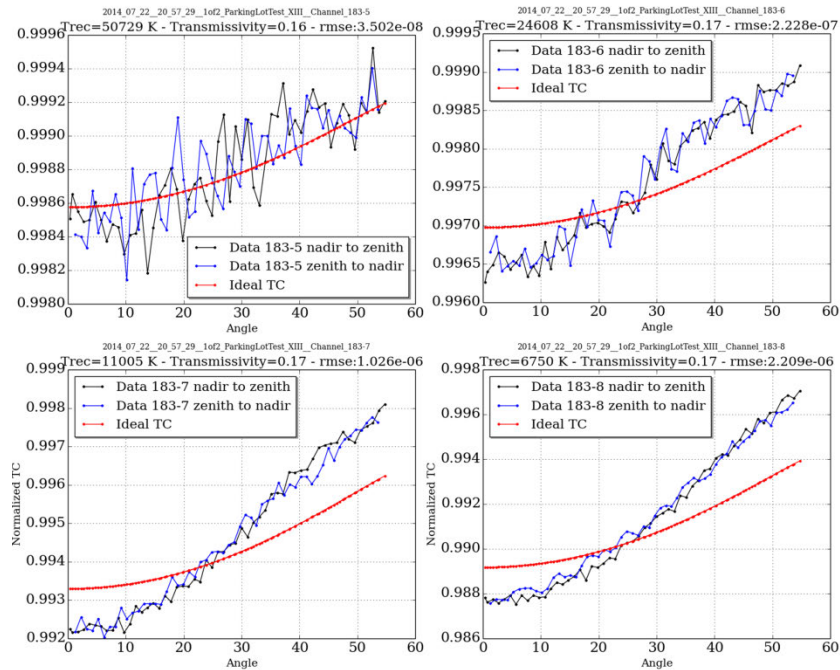 2014_07_22__20_57_29__1of2_ParkingLotTest_XIII__Channel_183-5
Trec=50729 K - Transmissivity=0.16 - rmse:3.502e-08
0.9996
0.9994
0.9992
0.9990
0.9988
0.9986
0.9984
0.9982
0.9980
Data 183-5 nadir to zenith
Data 183-5 zenith to nadir
Ideal TC
0 10 20 30 40 50 60
Angle
2014_07_22__20_57_29__1of2_ParkingLotTest_XIII__Channel_183-6
Trec=24608 K - Transmissivity=0.17 - rmse:2.228e-07
0.9995
0.9990
0.9985
0.9980
0.9975
0.9970
0.9965
0.9960
Data 183-6 nadir to zenith
Data 183-6 zenith to nadir
Ideal TC
0 10 20 30 40 50 60
Angle
2014_07_22__20_57_29__1of2_ParkingLotTest_XIII__Channel_183-7
Trec=11005 K - Transmissivity=0.17 - rmse:1.026e-06
0.999
0.998
0.997
0.996
0.995
0.994
0.993
0.992
Normalized TC
Data 183-7 nadir to zenith
Data 183-7 zenith to nadir
Ideal TC
0 10 20 30 40 50 60
Angle
2014_07_22__20_57_29__1of2_ParkingLotTest_XIII__Channel_183-8
Trec=6750 K - Transmissivity=0.17 - rmse:2.209e-06
0.998
0.996
0.994
0.992
0.990
0.988
0.986
Normalized TC
Data 183-8 nadir to zenith
Data 183-8 zenith to nadir
Ideal TC
0 10 20 30 40 50 60
Angle